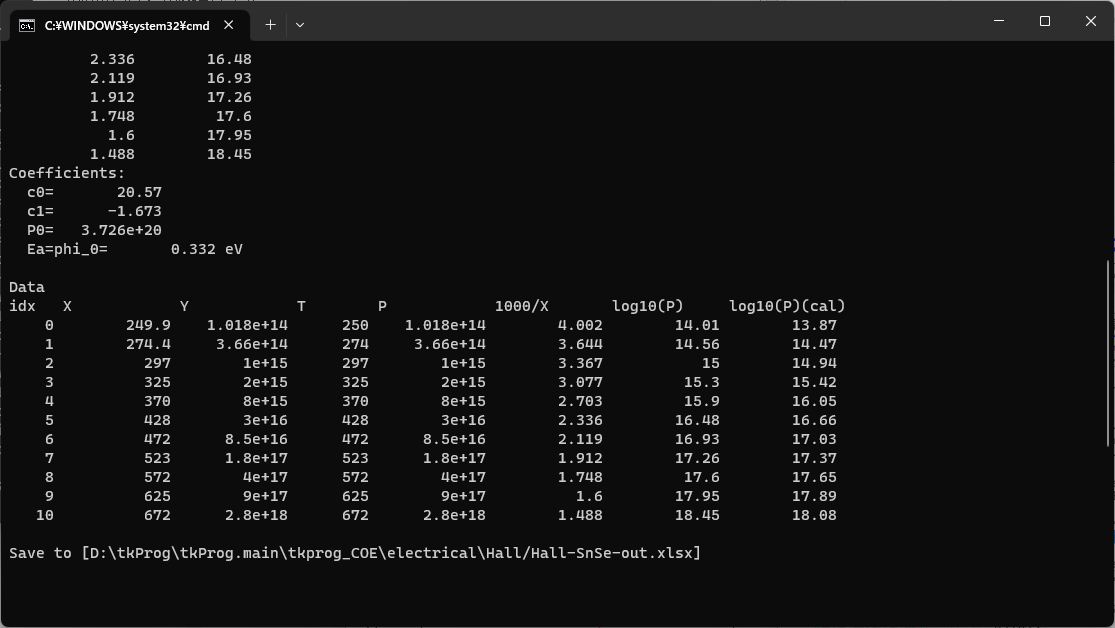 C:¥WINDOWS¥system32¥cmd
2.336 16.48
2.119 16.93
1.912 17.26
1.748 17.6
1.6 17.95
1.488 18.45
Coefficients:
c0= 20.57
c1= -1.673
P0= 3.726e+20
Ea=phi_0= 0.332 eV
Data
idx X Y T P 1000/X log10(P) log10(P)(cal)
0 249.9 1.018e+14 250 1.018e+14 4.002 14.01 13.87
1 274.4 3.66e+14 274 3.66e+14 3.644 14.56 14.47
2 297 1e+15 297 1e+15 3.367 15 14.94
3 325 2e+15 325 2e+15 3.077 15.3 15.42
4 370 8e+15 370 8e+15 2.703 15.9 16.05
5 428 3e+16 428 3e+16 2.336 16.48 16.66
6 472 8.5e+16 472 8.5e+16 2.119 16.93 17.03
7 523 1.8e+17 523 1.8e+17 1.912 17.26 17.37
8 572 4e+17 572 4e+17 1.748 17.6 17.65
9 625 9e+17 625 9e+17 1.6 17.95 17.89
10 672 2.8e+18 672 2.8e+18 1.488 18.45 18.08
Save to [D:\tkProg\tkProg.main\tkprog_COE\electrical\Hall/Hall-SnSe-out.xlsx]